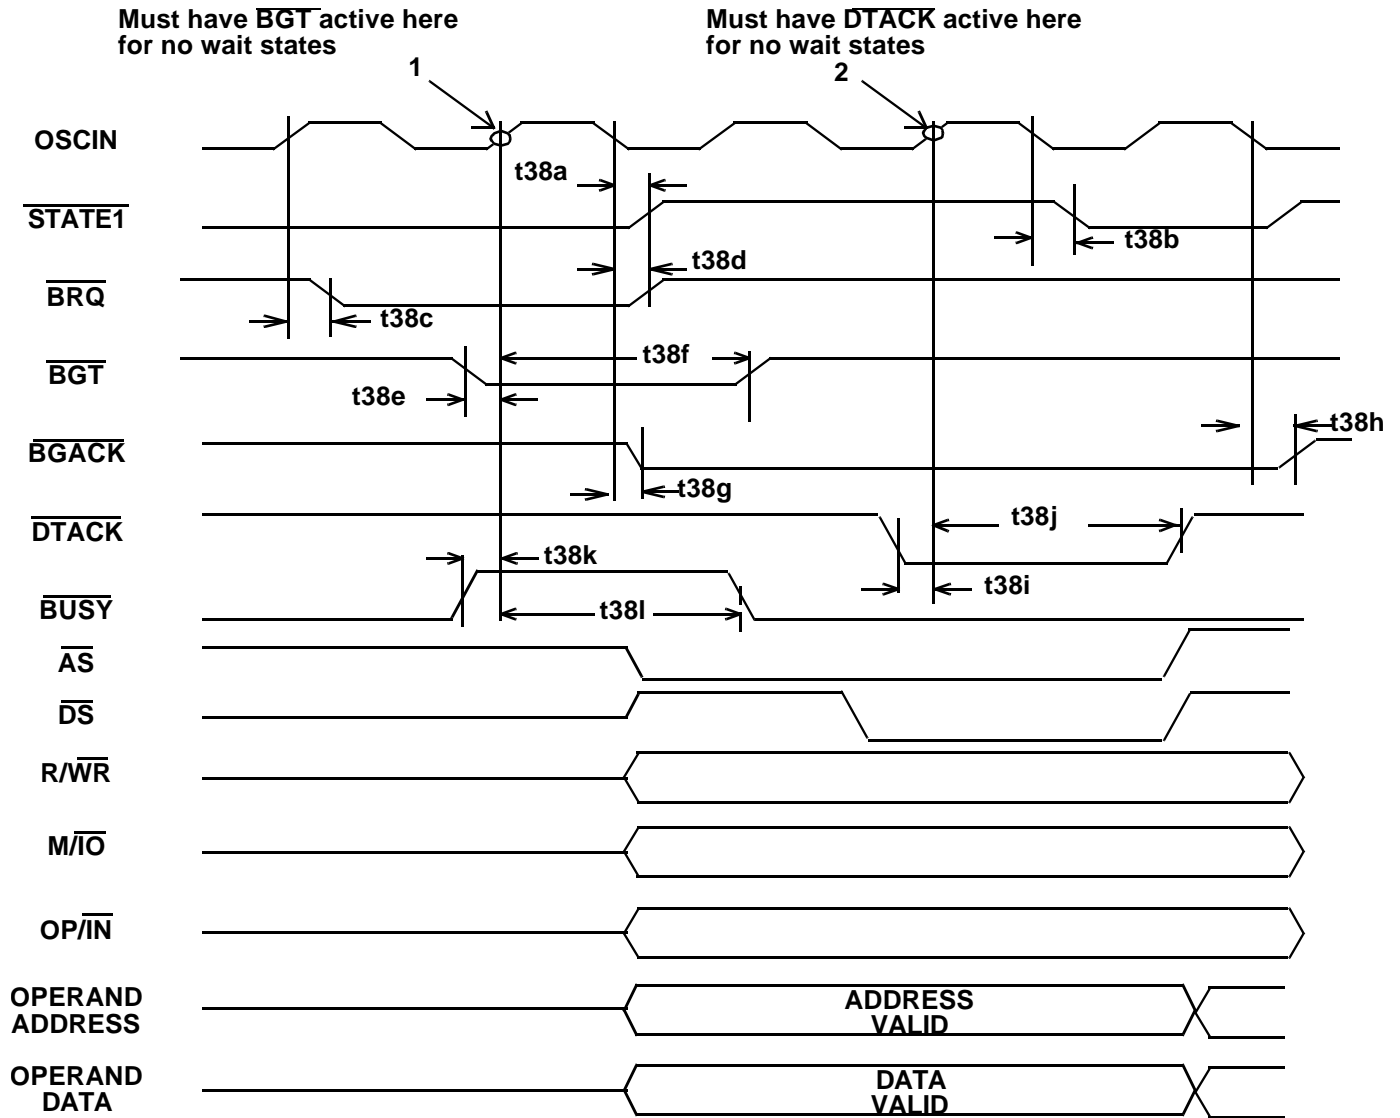 Must have BGT active here
for no wait states
1
Must have DTACK active here
for no wait states
2
OSCIN
t38a
STATE1
t38b
t38d
BRQ
t38c
t38f
BGT
t38e
t38h
BGACK
t38g
DTACK
t38j
t38k
t38i
BUSY
t38l
AS
DS
R/WR
M/IO
OP/IN
OPERAND
ADDRESS
ADDRESS
VALID
OPERAND
DATA
DATA
VALID